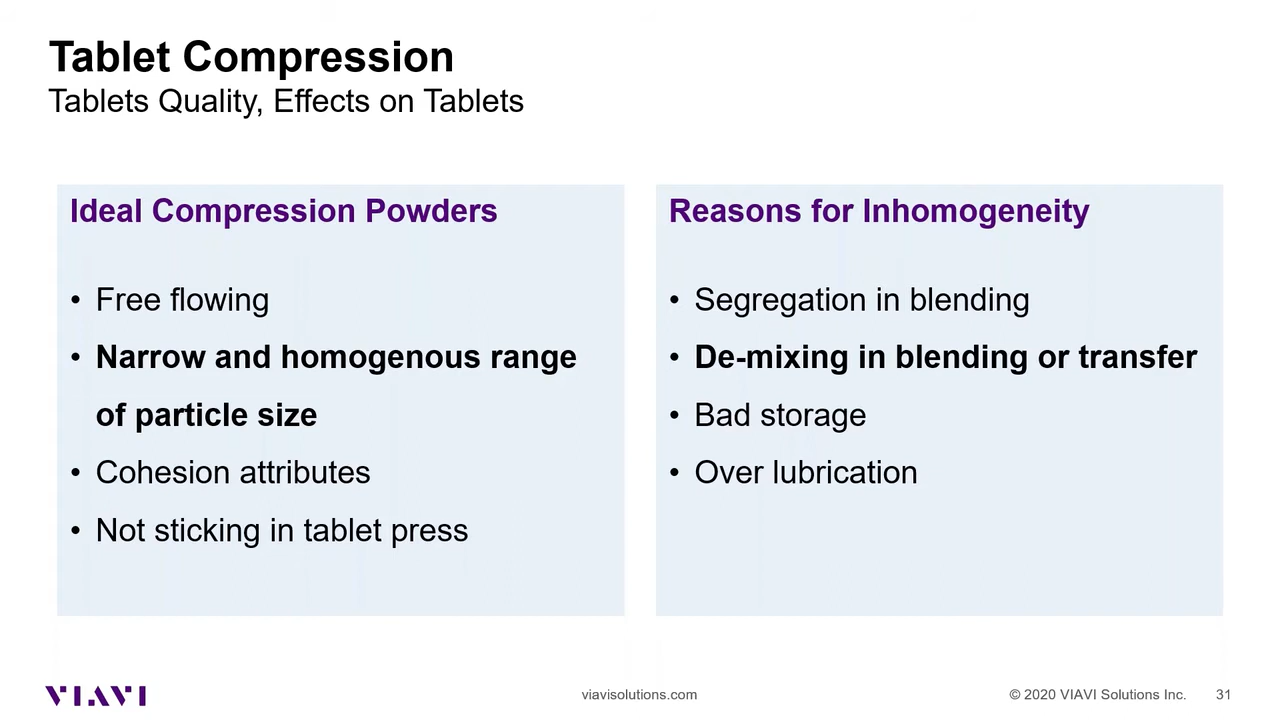 Tablet Compression
Tablets Quality, Effects on Tablets
Ideal Compression Powders
• Free flowing
• Narrow and homogenous range
of particle size
• Cohesion attributes
• Not sticking in tablet press
Reasons for Inhomogeneity
• Segregation in blending
• De-mixing in blending or transfer
• Bad storage
• Over lubrication
VIAVI
viavisolutions.com
© 2020 VIAVI Solutions Inc.
31